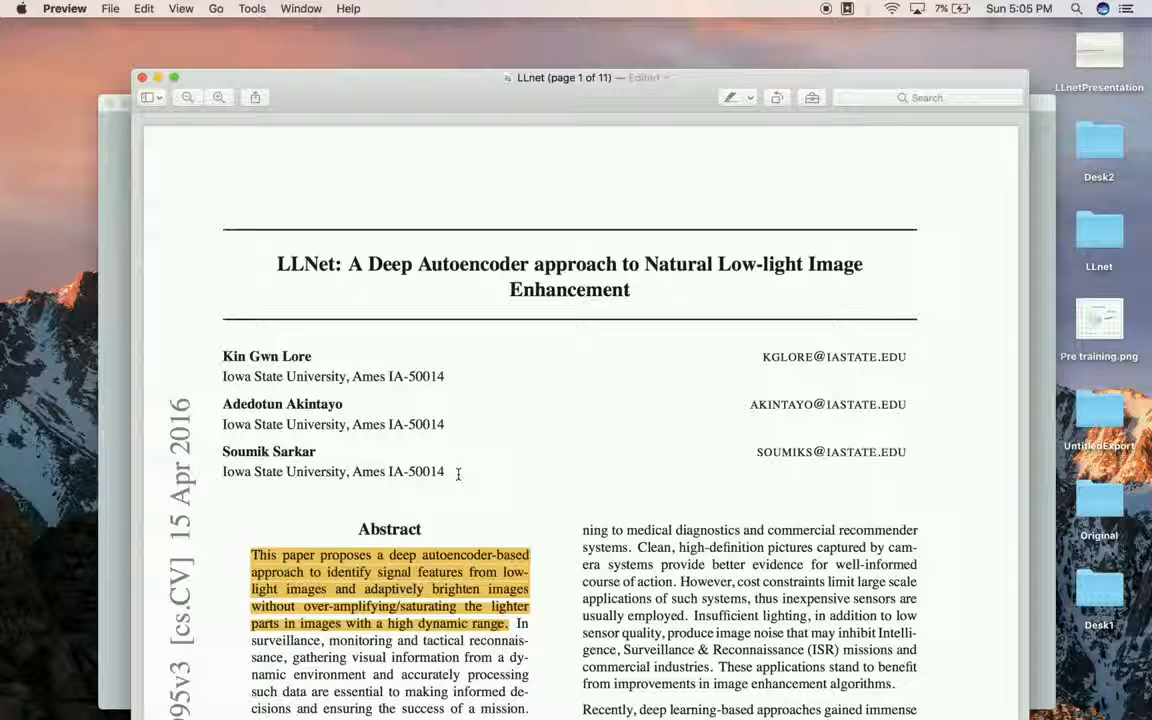 Preview File Edit View Go Tools Window Help 7% Sun 5:05 PM
LLnet (page 1 of 11) — Edited
Search
LLNet: A Deep Autoencoder approach to Natural Low-light Image
Enhancement
Kin Gwn Lore KGLORE@IASTATE.EDU
Iowa State University, Ames IA-50014
Adedotun Akintayo AKINTAYO@IASTATE.EDU
Iowa State University, Ames IA-50014
Soumik Sarkar SOUMIKS@IASTATE.EDU
Iowa State University, Ames IA-50014
95v3 [cs.CV] 15 Apr 2016
Abstract
This paper proposes a deep autoencoder-based
approach to identify signal features from low-
light images and adaptively brighten images
without over-amplifying/saturating the lighter
parts in images with a high dynamic range. In
surveillance, monitoring and tactical reconnais-
sance, gathering visual information from a dy-
namic environment and accurately processing
such data are essential to making informed de-
cisions and ensuring the success of a mission.
ning to medical diagnostics and commercial recommender
systems. Clean, high-definition pictures captured by cam-
era systems provide better evidence for well-informed
course of action. However, cost constraints limit large scale
applications of such systems, thus inexpensive sensors are
usually employed. Insufficient lighting, in addition to low
sensor quality, produce image noise that may inhibit Intelli-
gence, Surveillance & Reconnaissance (ISR) missions and
commercial industries. These applications stand to benefit
from improvements in image enhancement algorithms.
Recently, deep learning-based approaches gained immense
LLnetPresentation
Desk2
LLnet
Pre training.png
UntitledExport
Original
Desk1